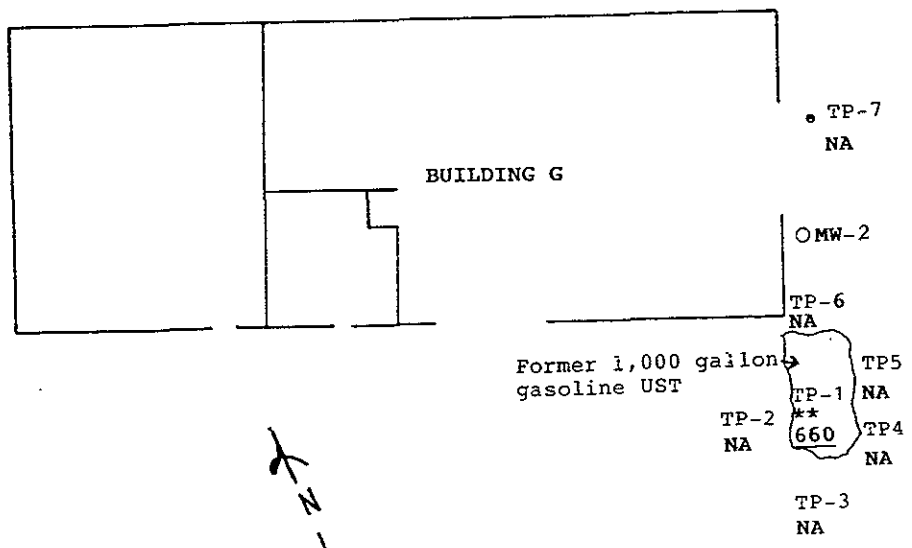 TP-7
NA
BUILDING G
MW-2
TP-6
NA
Former 1,000 gallon
gasoline UST
TP5
NA
TP-1
**
660
TP-2
NA
TP4
NA
N
TP-3
NA